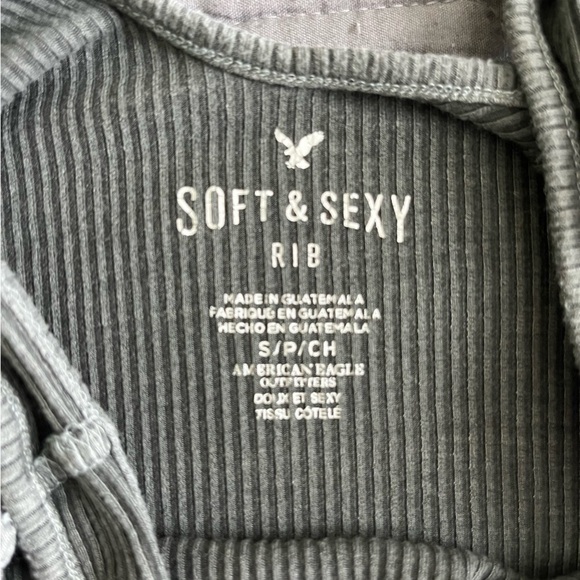 SOFT & SEXY
RIB
MADE IN GUATEMALA
FABRIQUÉ EN GUATEMALA
HECHO EN GUATEMALA
S/P/CH
AMERICAN EAGLE
OUTFITTERS
DOUX ET SEXY
TISSU CÔTELÉ